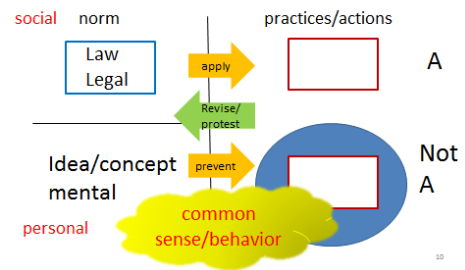 social norm practices/actions
Law
Legal
apply
A
Revise/
protest
Idea/concept
mental
prevent
Not
A
personal
common
sense/behavior
10